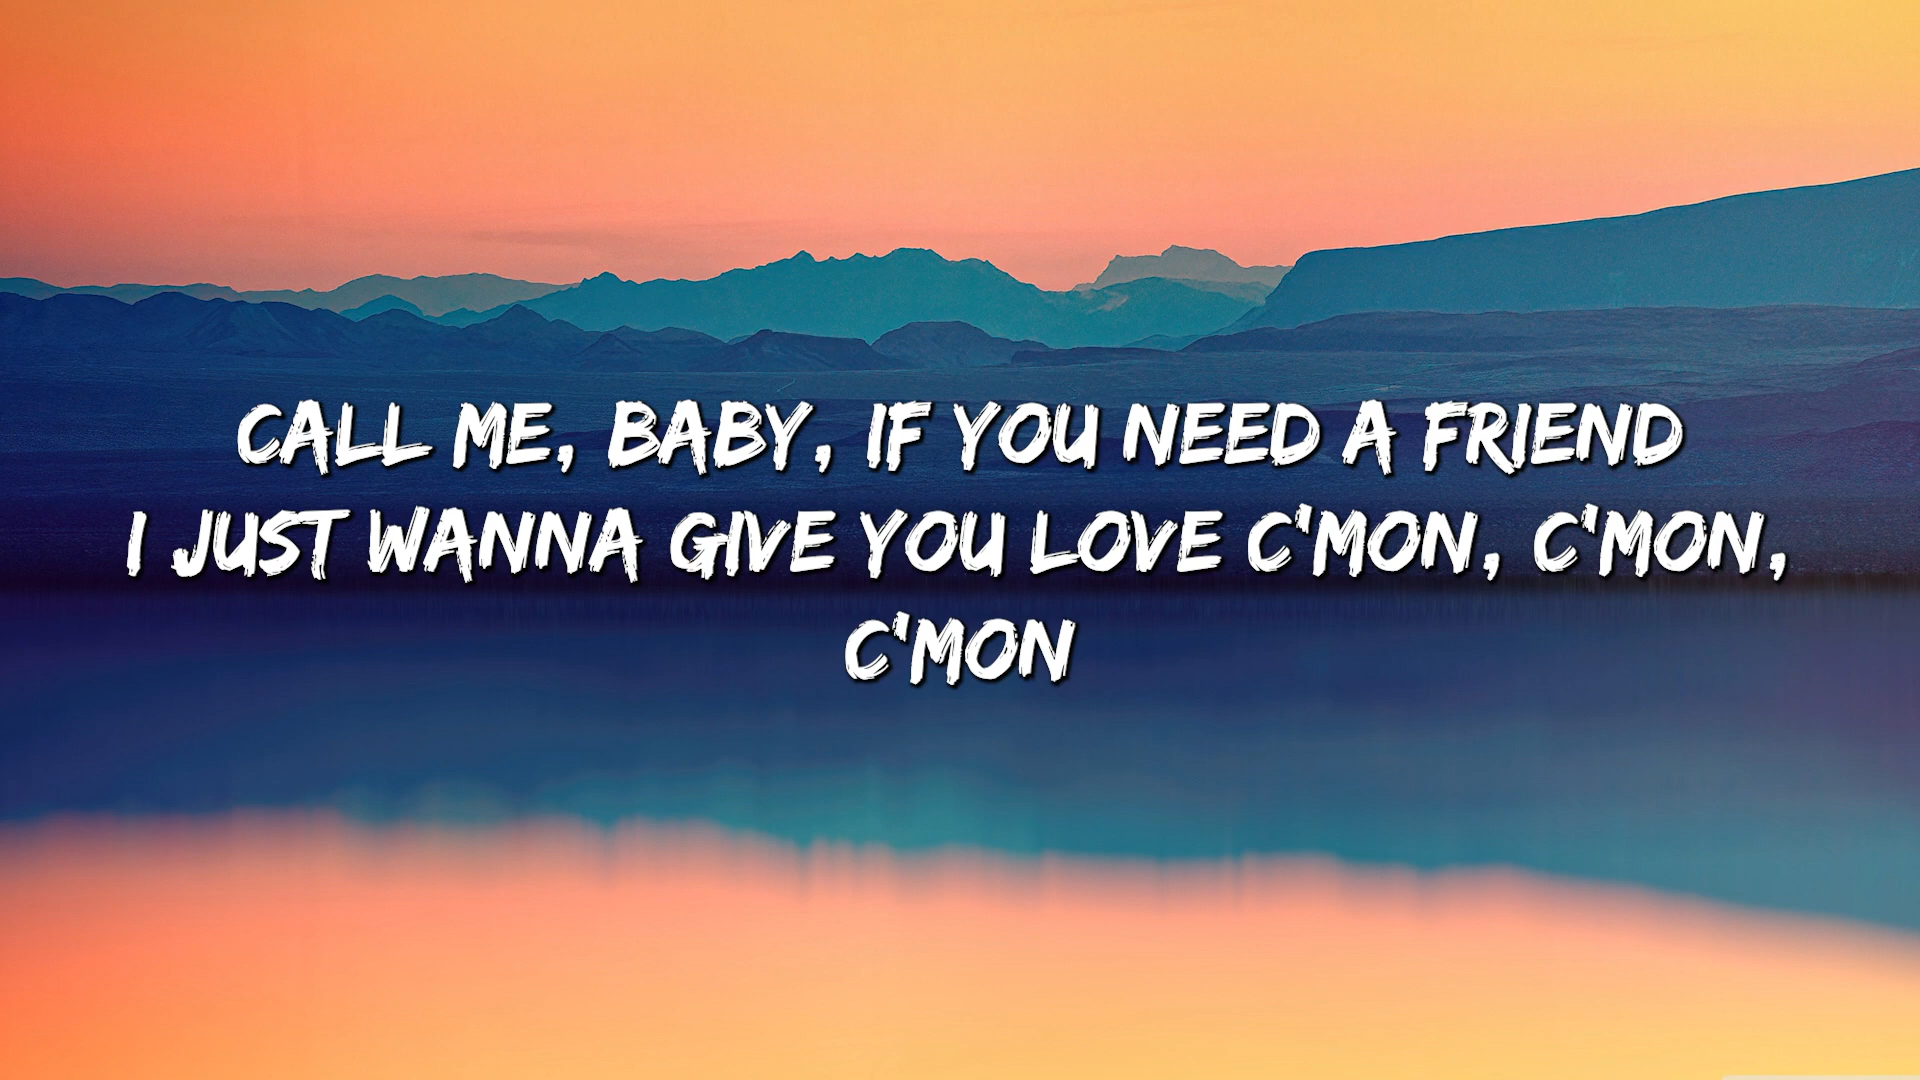 CALL ME, BABY, IF YOU NEED A FRIEND
I JUST WANNA GIVE YOU LOVE C'MON, C'MON,
C'MON